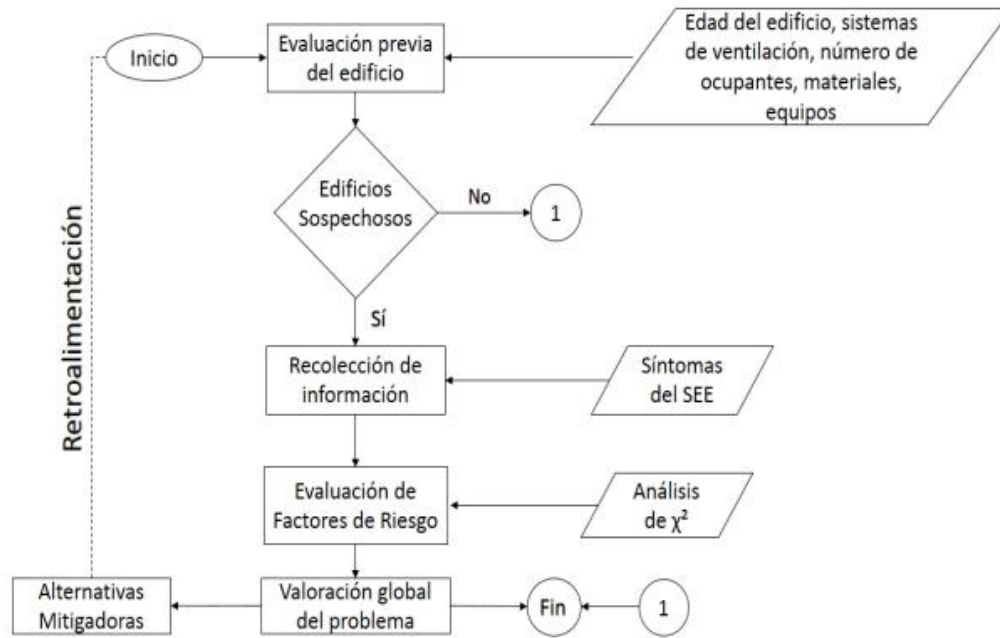 Inicio
Evaluación previa
del edificio
Edad del edificio, sistemas
de ventilación, número de
ocupantes, materiales,
equipos
Edificios
Sospechosos
No
1
Sí
Retroalimentación
Recolección de
información
Síntomas
del SEE
Evaluación de
Factores de Riesgo
Análisis
de χ²
Alternativas
Mitigadoras
Valoración global
del problema
Fin
1